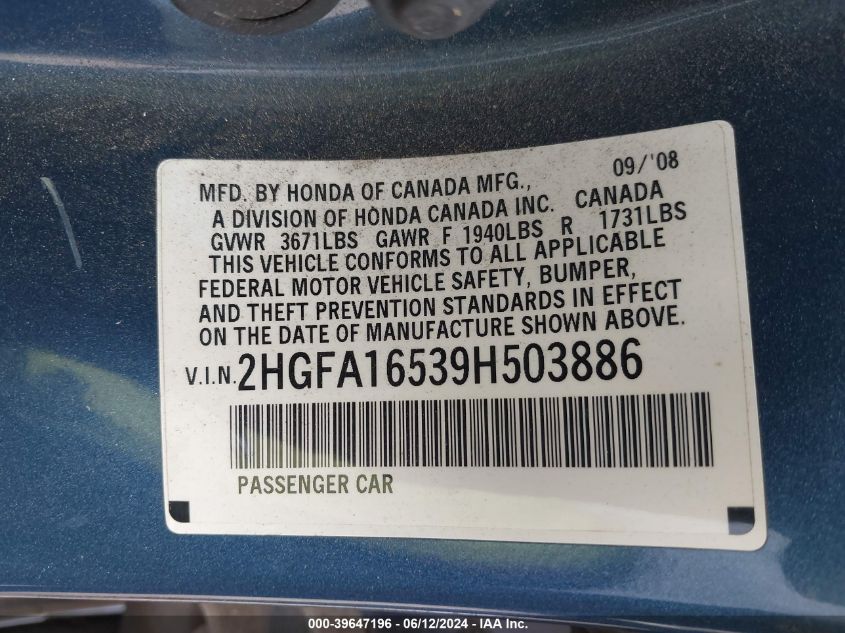 09/'08
MFD. BY HONDA OF CANADA MFG.,
A DIVISION OF HONDA CANADA INC. CANADA
GVWR 3671LBS GAWR F 1940LBS R 1731LBS
THIS VEHICLE CONFORMS TO ALL APPLICABLE
FEDERAL MOTOR VEHICLE SAFETY, BUMPER,
AND THEFT PREVENTION STANDARDS IN EFFECT
ON THE DATE OF MANUFACTURE SHOWN ABOVE.
V.I.N. 2HGFA16539H503886
PASSENGER CAR
000-39647196 - 06/12/2024 - IAA Inc.